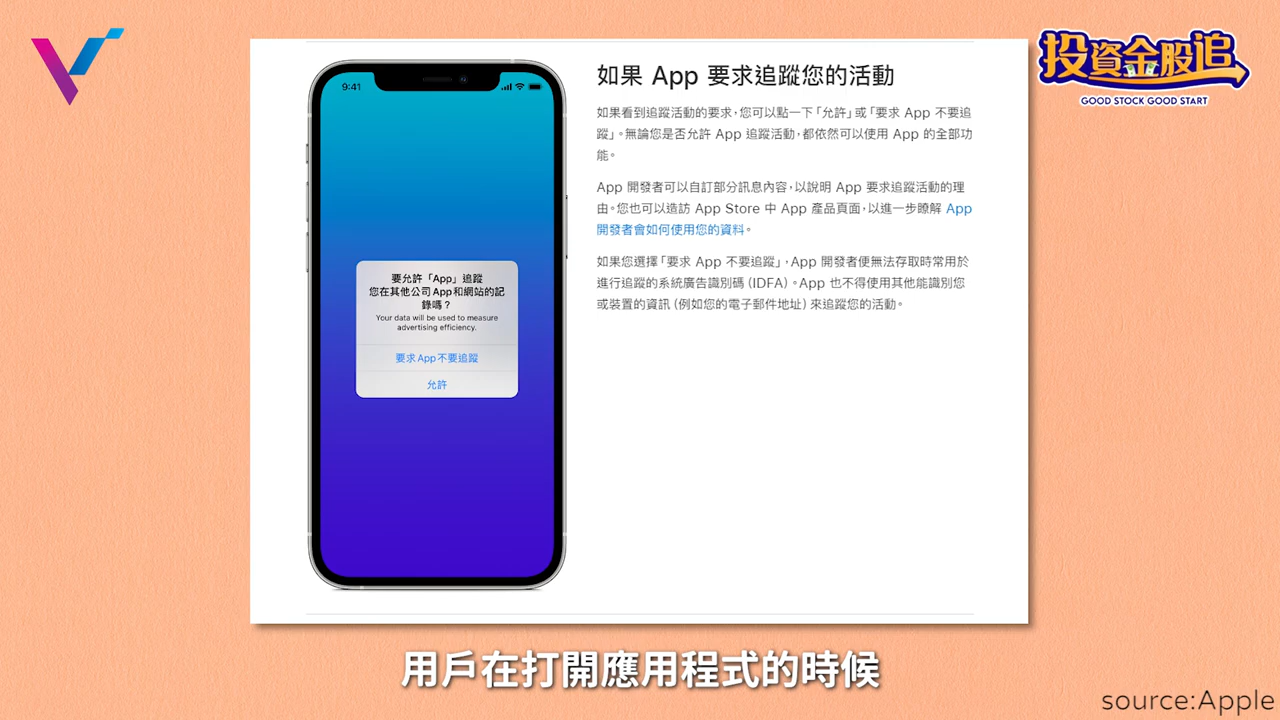 投資金股追
GOOD STOCK GOOD START
9:41
要允許「App」追蹤
您在其他公司App和網站的記
錄嗎？
Your data will be used to measure
advertising efficiency.
要求App不要追蹤
允許
如果 App 要求追蹤您的活動
如果看到追蹤活動的要求，您可以點一下「允許」或「要求 App 不要追
蹤」。無論您是否允許 App 追蹤活動，都依然可以使用 App 的全部功
能。
App 開發者可以自訂部分訊息內容，以說明 App 要求追蹤活動的理
由。您也可以造訪 App Store 中 App 產品頁面，以進一步瞭解 App
開發者會如何使用您的資料。
如果您選擇「要求 App 不要追蹤」，App 開發者便無法存取時常用於
進行追蹤的系統廣告識別碼（IDFA）。App 也不得使用其他能識別您
或裝置的資訊（例如您的電子郵件地址）來追蹤您的活動。
用戶在打開應用程式的時候
source:Apple